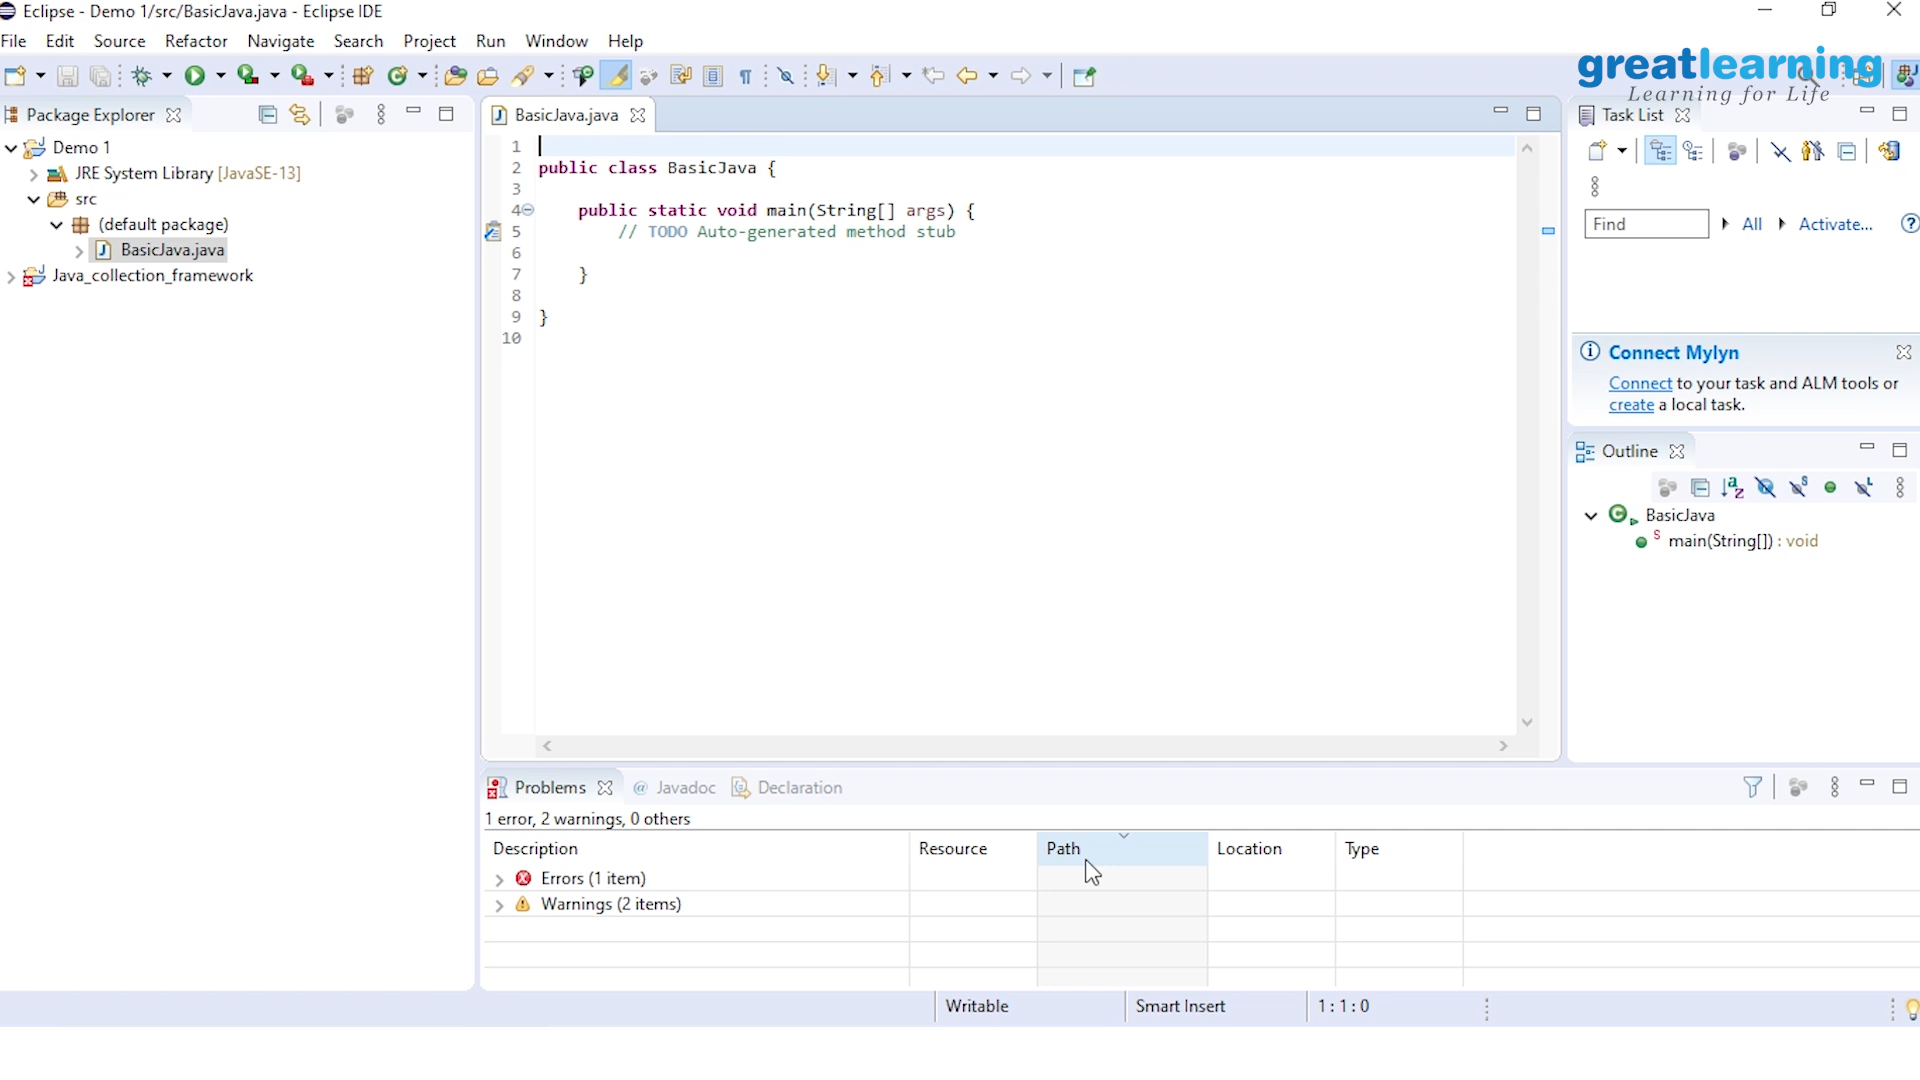 Eclipse - Demo 1/src/BasicJava.java - Eclipse IDE
File Edit Source Refactor Navigate Search Project Run Window Help
greatlearning
Learning for Life
Package Explorer
Demo 1
JRE System Library [JavaSE-13]
src
(default package)
BasicJava.java
Java_collection_framework
BasicJava.java
1
2 public class BasicJava {
3
4 public static void main(String[] args) {
5 // TODO Auto-generated method stub
6
7 }
8
9 }
10
Task List
Find All Activate...
Connect Mylyn
Connect to your task and ALM tools or
create a local task.
Outline
BasicJava
main(String[]) : void
Problems Javadoc Declaration
1 error, 2 warnings, 0 others
Description Resource Path Location Type
Errors (1 item)
Warnings (2 items)
Writable Smart Insert 1 : 1 : 0